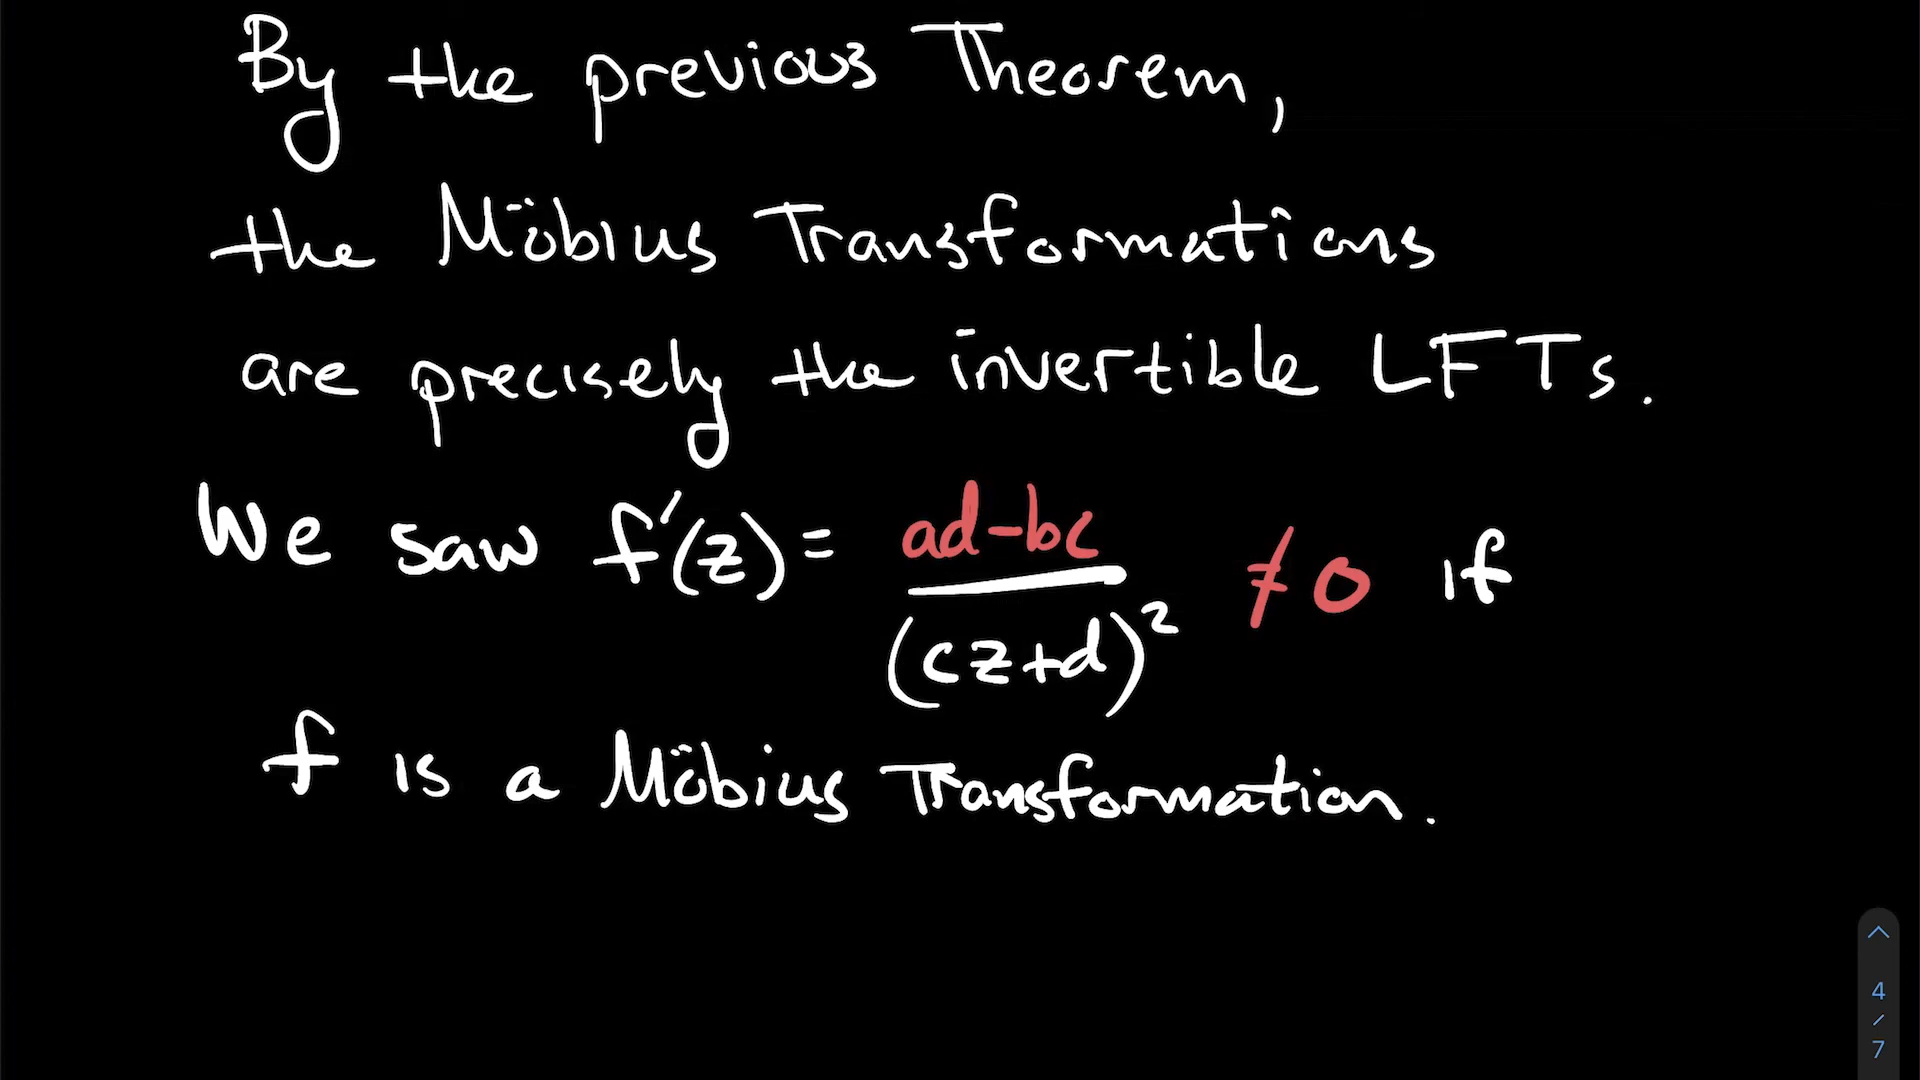 By the previous Theorem,
the Möbius Transformations
are precisely the invertible LFTs.
We saw f'(z) = (ad-bc)/(cz+d)² ≠ 0 if
f is a Möbius Transformation.
4
/
7